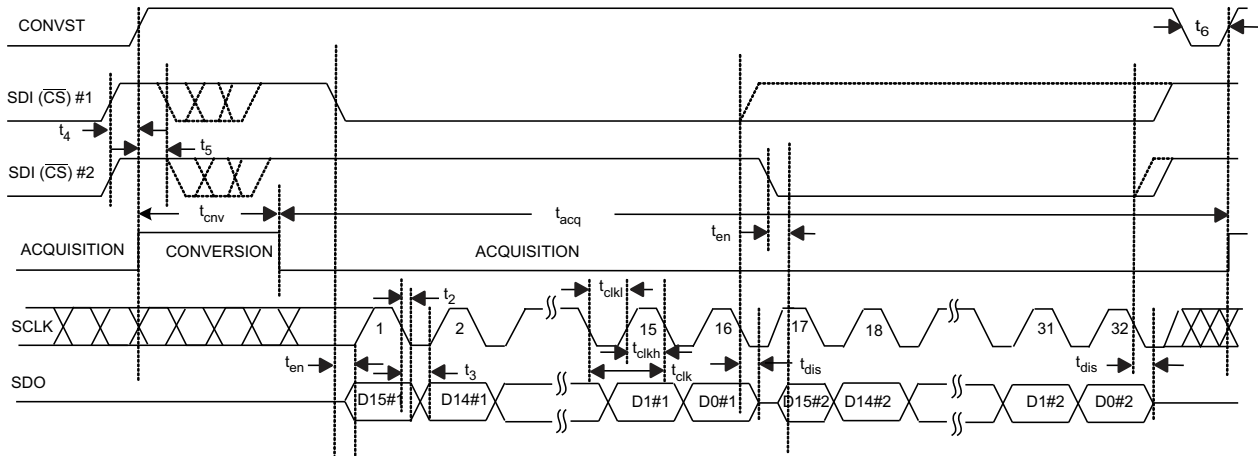 CONVST
t6
SDI (CS) #1
t4
t5
SDI (CS) #2
tcnv
tacq
ten
ACQUISITION
CONVERSION
ACQUISITION
t2
tclkl
SCLK
1
2
15
16
17
18
31
32
tclkh
ten
t3
tclk
tdis
tdis
SDO
D15#1
D14#1
D1#1
D0#1
D15#2
D14#2
D1#2
D0#2